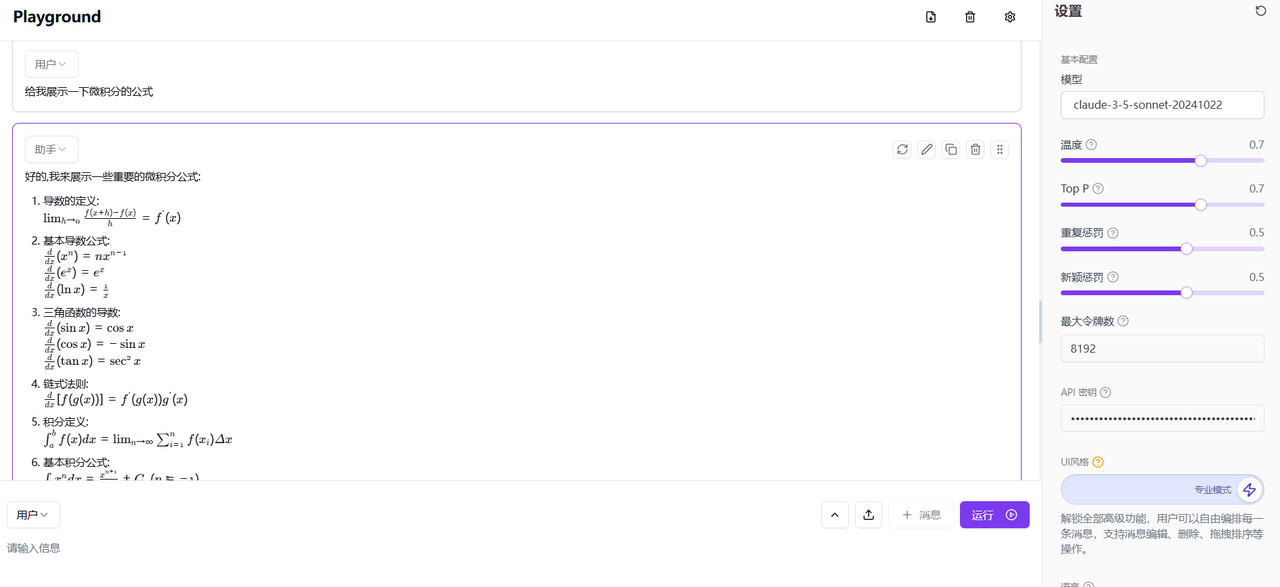 Playground
用户
给我展示一下微积分的公式
助手
好的,我来展示一些重要的微积分公式:
1. 导数的定义:
lim_{h→0} \frac{f(x+h)−f(x)}{h} = f′(x)
2. 基本导数公式:
\frac{d}{dx}(x^n) = nx^{n−1}
\frac{d}{dx}(e^x) = e^x
\frac{d}{dx}(ln x) = \frac{1}{x}
3. 三角函数的导数:
\frac{d}{dx}(sin x) = cos x
\frac{d}{dx}(cos x) = − sin x
\frac{d}{dx}(tan x) = sec² x
4. 链式法则:
\frac{d}{dx}[f(g(x))] = f′(g(x))g′(x)
5. 积分定义:
∫_a^b f(x)dx = lim_{n→∞} ∑_{i=1}^n f(x_i)Δx
6. 基本积分公式:
用户
消息
运行
请输入信息
设置
基本配置
模型
claude-3-5-sonnet-20241022
温度 0.7
Top P 0.7
重复惩罚 0.5
新颖惩罚 0.5
最大令牌数
8192
API 密钥
UI风格
专业模式
解锁全部高级功能，用户可以自由编排每一
条消息，支持消息编辑、删除、拖拽排序等
操作。